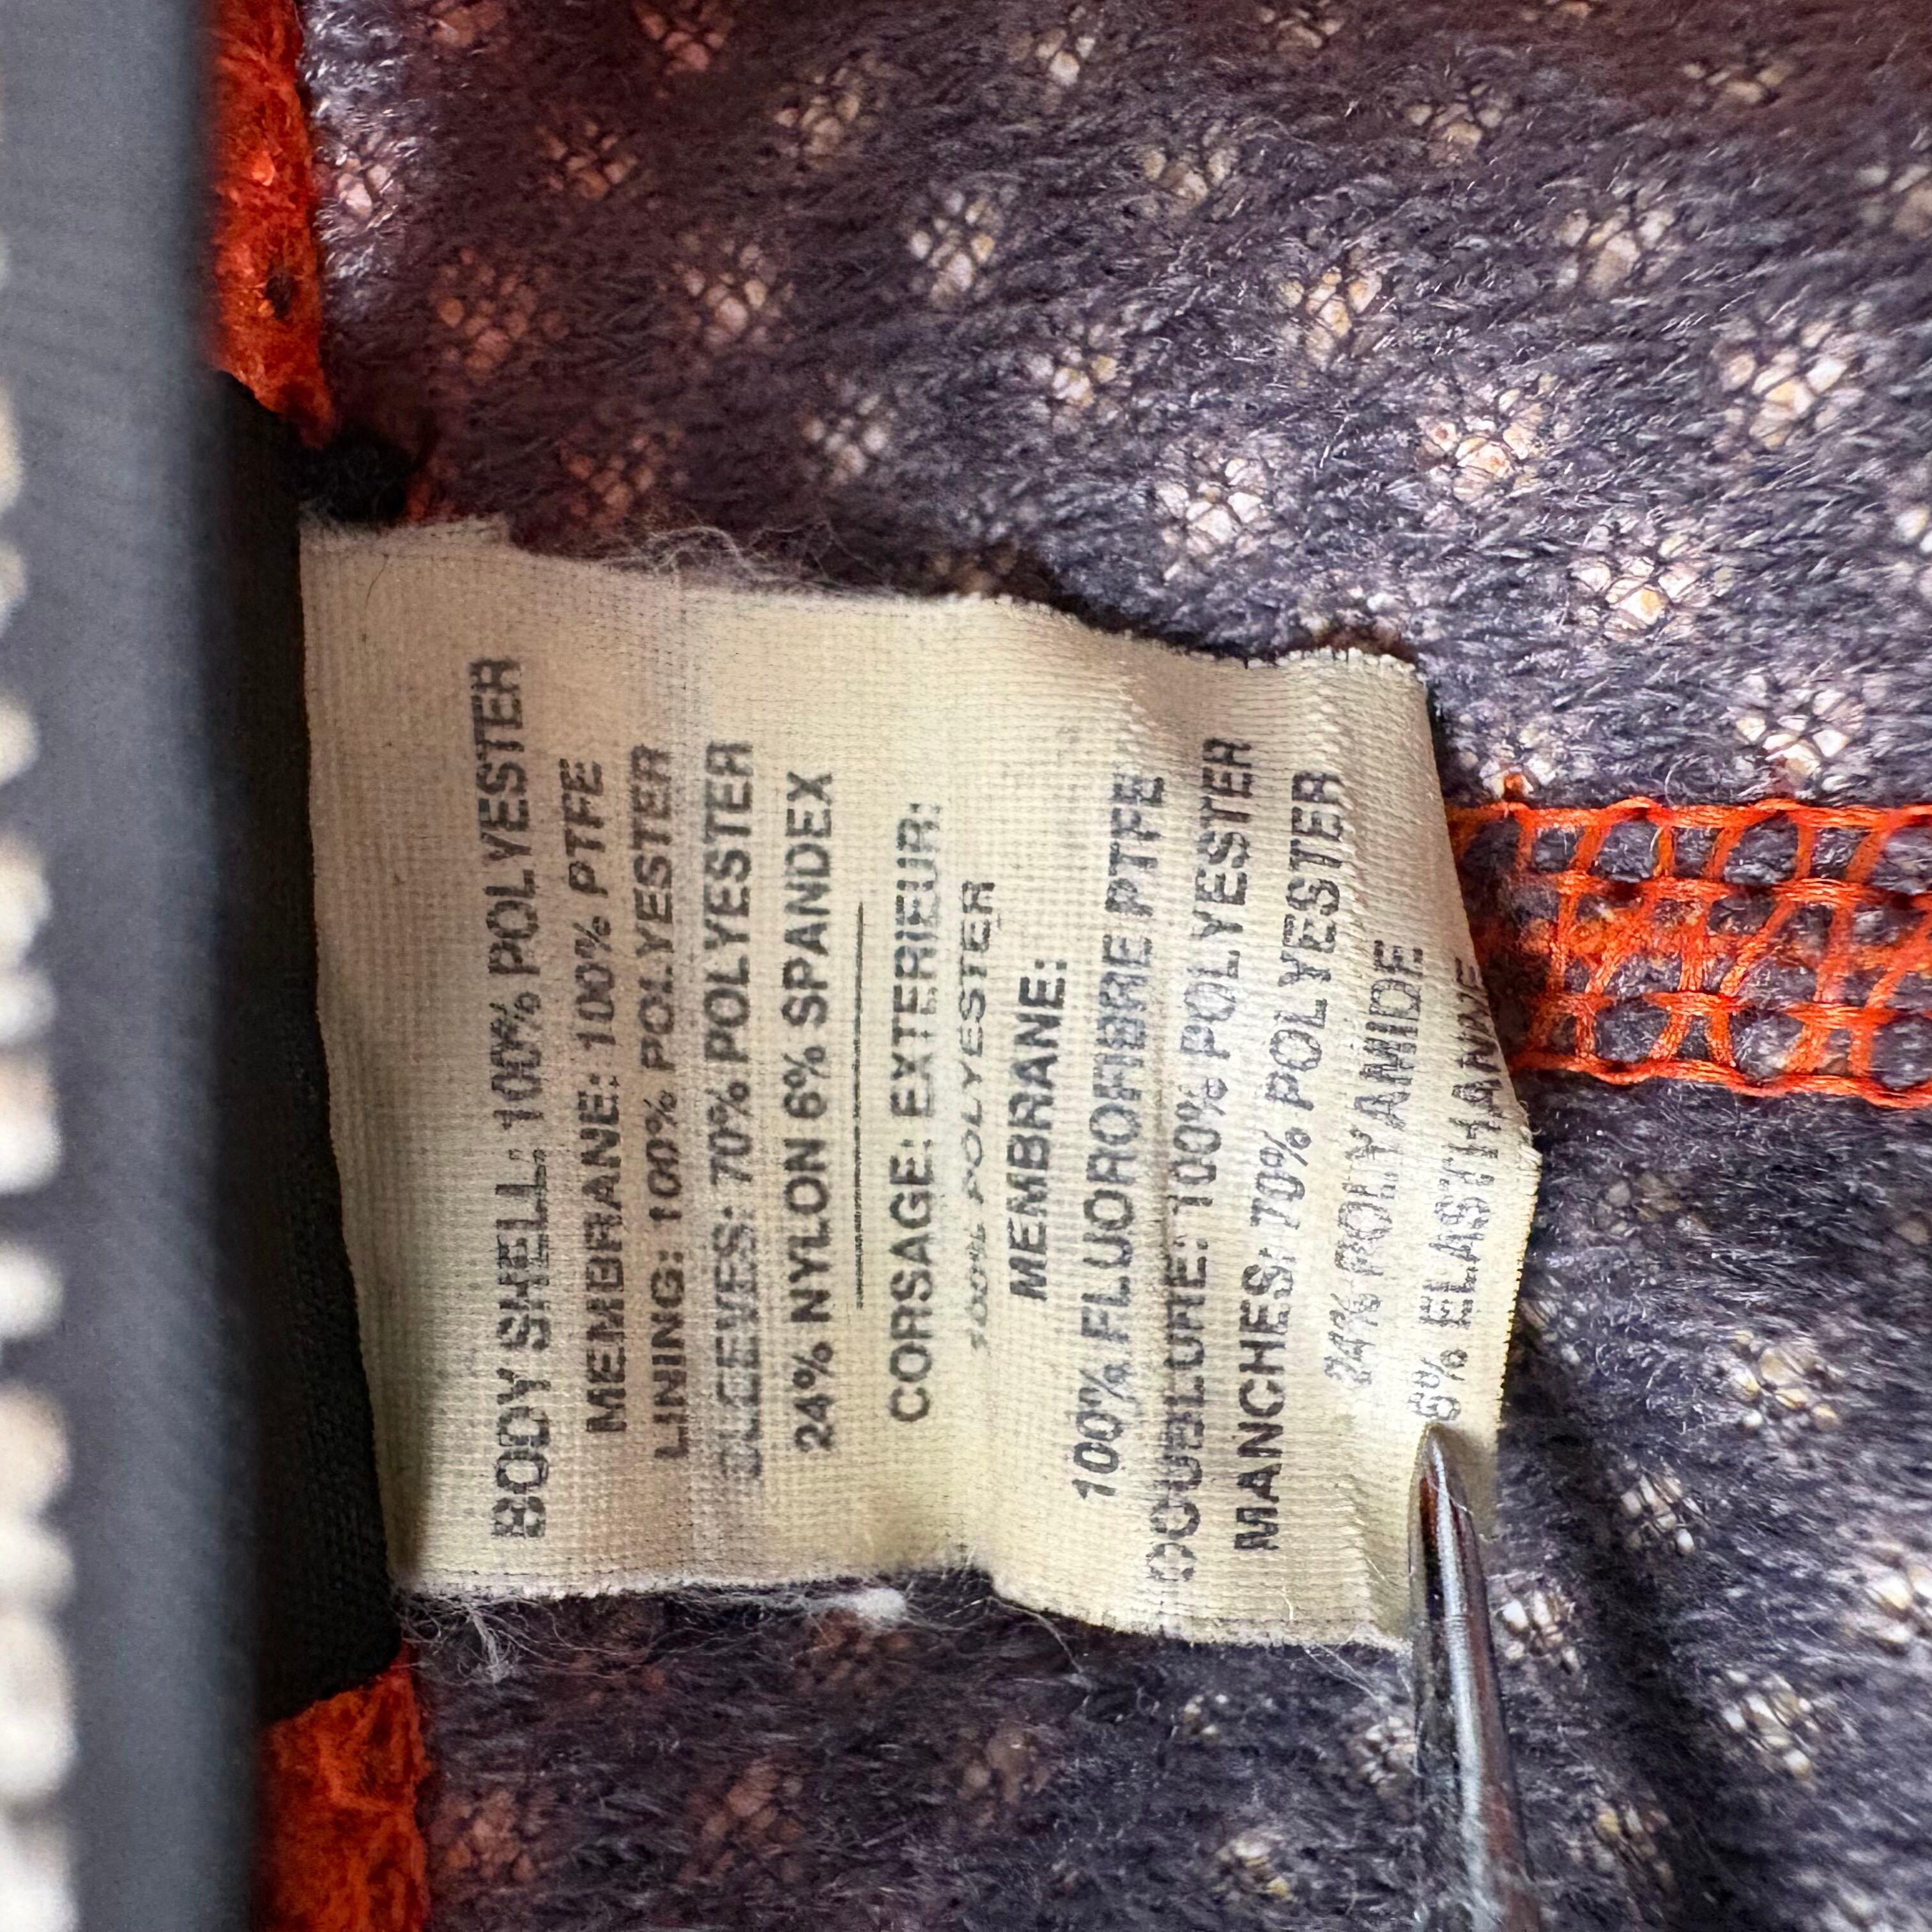 BODY SHELL: 100% POLYESTER
MEMBRANE: 100% PTFE
LINING: 100% POLYESTER
SLEEVES: 70% POLYESTER
24% NYLON 6% SPANDEX
CORSAGE: EXTERIEUR:
100% POLYESTER
MEMBRANE:
100% FLUOROFIBRE PTFE
DOUBLURE: 100% POLYESTER
MANCHES: 70% POLYESTER
24% POLYAMIDE
6% ELASTHANNE